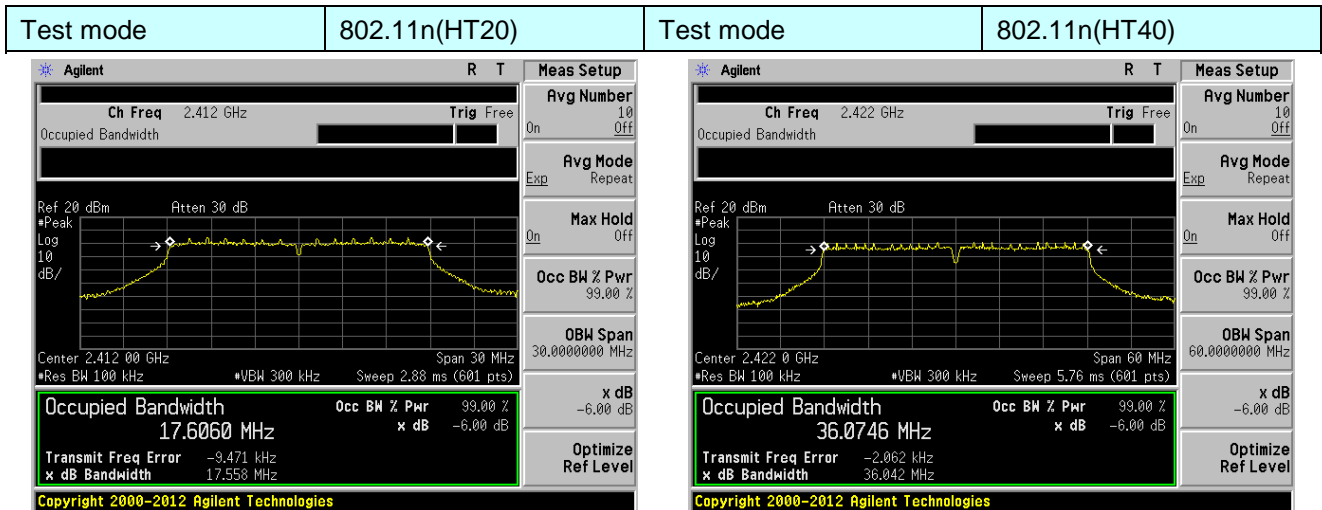 Test mode 802.11n(HT20) Test mode 802.11n(HT40)
Agilent R T Meas Setup
Ch Freq 2.412 GHz Trig Free
Occupied Bandwidth
Avg Number
10
On Off
Avg Mode
Exp Repeat
Ref 20 dBm Atten 30 dB
#Peak
Log
10
dB/
Max Hold
On Off
Occ BW % Pwr
99.00 %
OBW Span
30.0000000 MHz
Center 2.412 00 GHz Span 30 MHz
#Res BW 100 kHz #VBW 300 kHz Sweep 2.88 ms (601 pts)
x dB
-6.00 dB
Occupied Bandwidth Occ BW % Pwr 99.00 %
17.6060 MHz x dB -6.00 dB
Transmit Freq Error -9.471 kHz
x dB Bandwidth 17.558 MHz
Optimize
Ref Level
Copyright 2000-2012 Agilent Technologies
Agilent R T Meas Setup
Ch Freq 2.422 GHz Trig Free
Occupied Bandwidth
Avg Number
10
On Off
Avg Mode
Exp Repeat
Ref 20 dBm Atten 30 dB
#Peak
Log
10
dB/
Max Hold
On Off
Occ BW % Pwr
99.00 %
OBW Span
60.0000000 MHz
Center 2.422 0 GHz Span 60 MHz
#Res BW 100 kHz #VBW 300 kHz Sweep 5.76 ms (601 pts)
x dB
-6.00 dB
Occupied Bandwidth Occ BW % Pwr 99.00 %
36.0746 MHz x dB -6.00 dB
Transmit Freq Error -2.062 kHz
x dB Bandwidth 36.042 MHz
Optimize
Ref Level
Copyright 2000-2012 Agilent Technologies